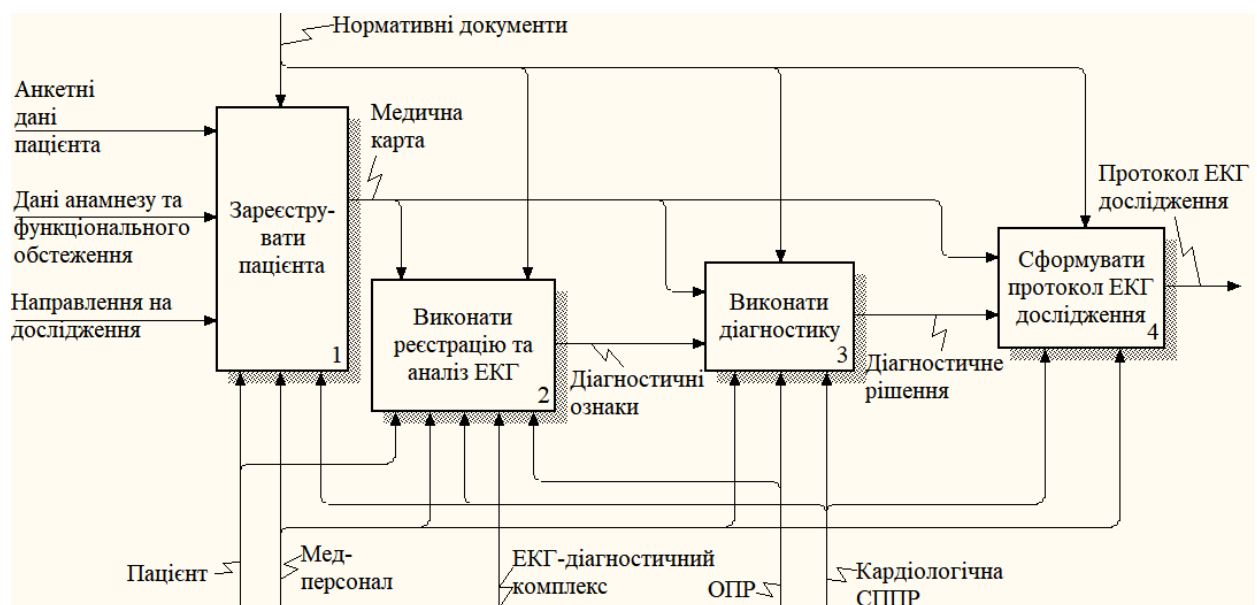 Нормативні документи
Анкетні
дані
пацієнта
Медична
карта
Протокол ЕКГ
дослідження
Дані анамнезу та
функціонального
обстеження
Зареєстру-
вати
пацієнта
1
Направлення на
дослідження
Виконати
реєстрацію та
аналіз ЕКГ
2
Діагностичні
ознаки
Виконати
діагностику
3
Діагностичне
рішення
Сформувати
протокол ЕКГ
дослідження
4
Пацієнт
Мед-
персонал
ЕКГ-діагностичний
комплекс
ОПР
Кардіологічна
СППР